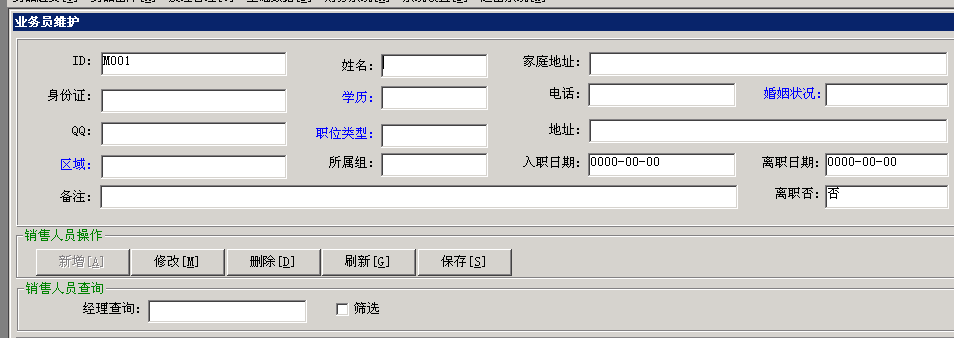 业务员维护
ID: M001 姓名: 家庭地址:
身份证: 学历: 电话: 婚姻状况:
QQ: 职位类型: 地址:
区域: 所属组: 入职日期: 0000-00-00 离职日期: 0000-00-00
备注: 离职否: 否
销售人员操作
新增[A] 修改[M] 删除[D] 刷新[G] 保存[S]
销售人员查询
经理查询: 筛选